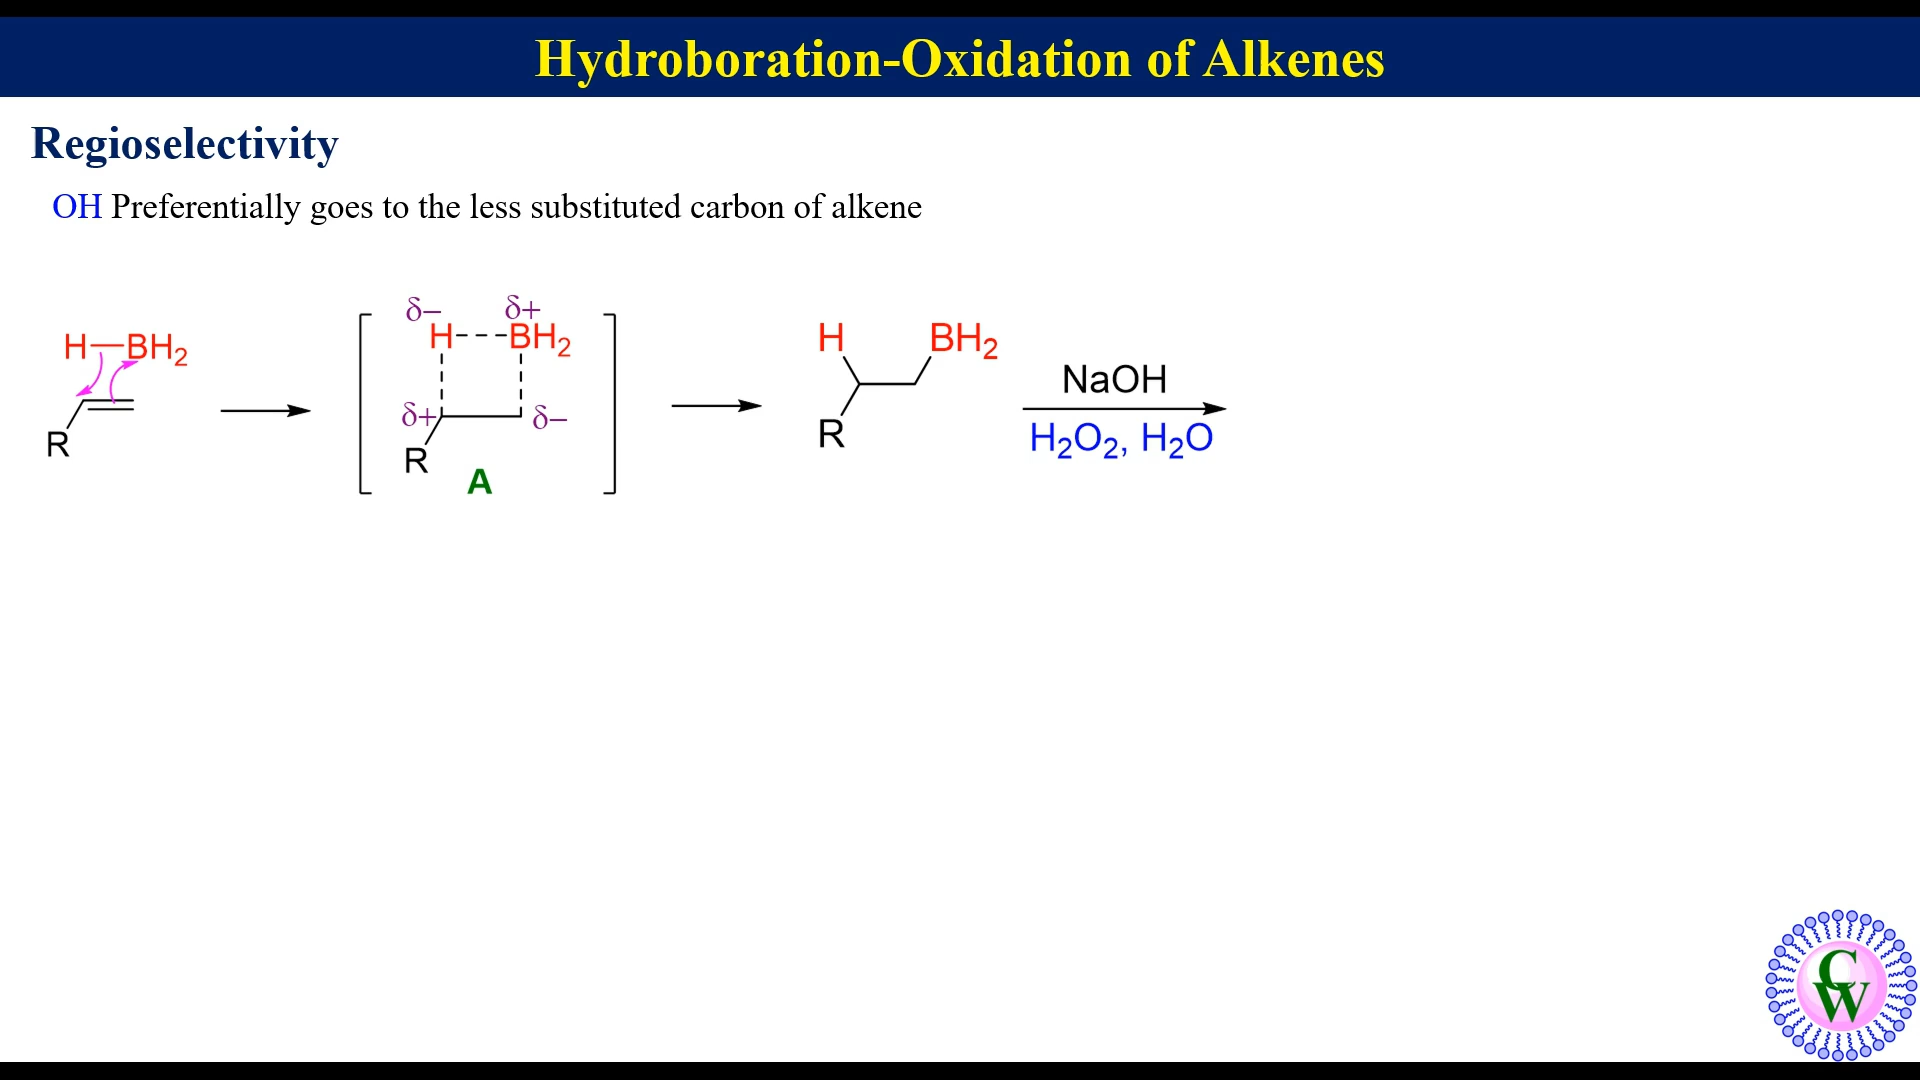 Hydroboration-Oxidation of Alkenes
Regioselectivity
OH Preferentially goes to the less substituted carbon of alkene
H—BH₂
R
δ– δ+
H---BH₂
δ+ δ–
R
A
H BH₂
R
NaOH
H₂O₂, H₂O
CW